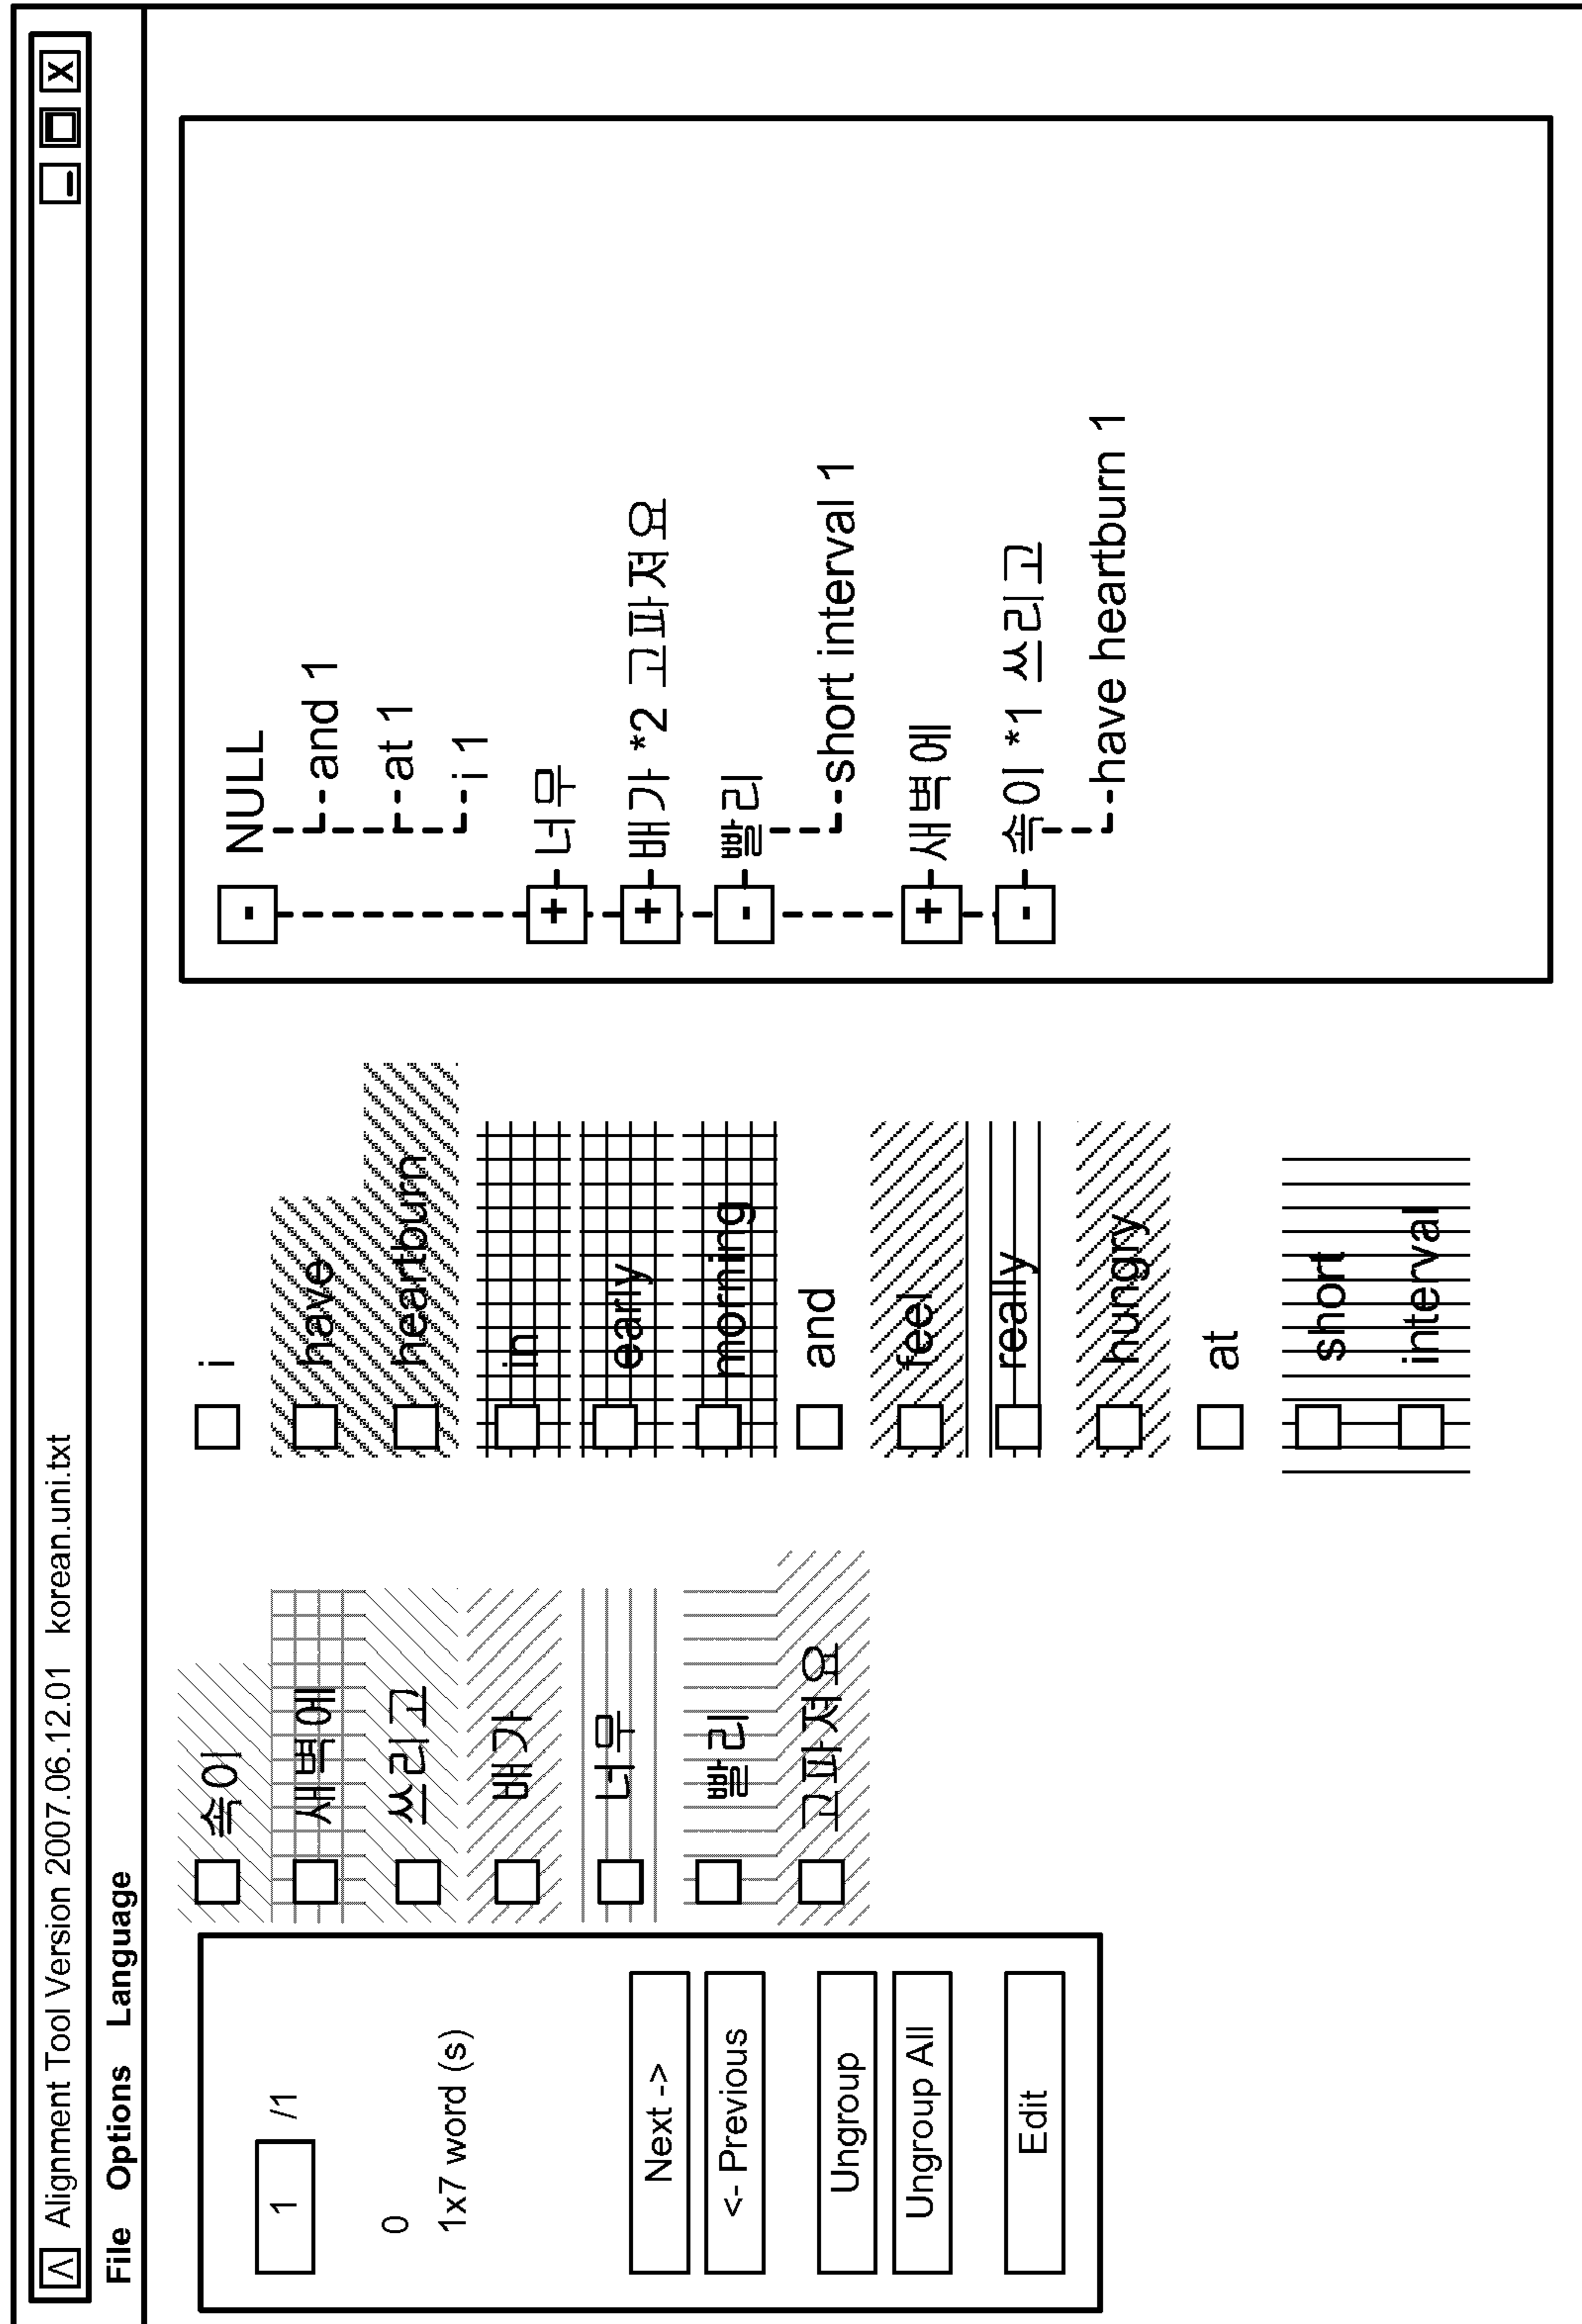 Alignment Tool Version 2007.06.12.01 korean.uni.txt
File Options Language
1 /1
0
1x7 word (s)
Next ->
<- Previous
Ungroup
Ungroup All
Edit
속이
새벽에
쓰리고
배가
너무
빨리
고파져요
i
have
heartburn
in
early
morning
and
feel
really
hungry
at
short
interval
NULL
and 1
at 1
i 1
너무
배가 *2 고파져요
빨리
short interval 1
새벽에
속이 *1 쓰리고
have heartburn 1